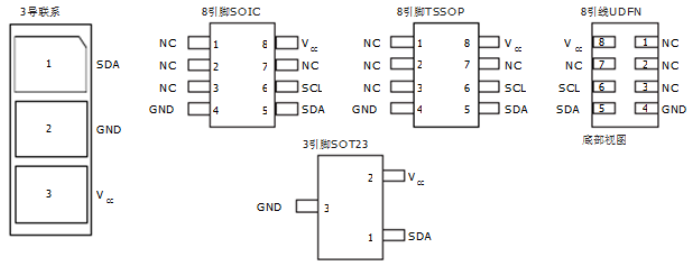 3导联系
1 SDA
2 GND
3 Vcc
8引脚SOIC
NC 1 8 Vcc
NC 2 7 NC
NC 3 6 SCL
GND 4 5 SDA
8引脚TSSOP
NC 1 8 Vcc
NC 2 7 NC
NC 3 6 SCL
GND 4 5 SDA
8引线UDFN
Vcc 8 1 NC
NC 7 2 NC
SCL 6 3 NC
SDA 5 4 GND
底部视图
3引脚SOT23
2 Vcc
GND 3
1 SDA